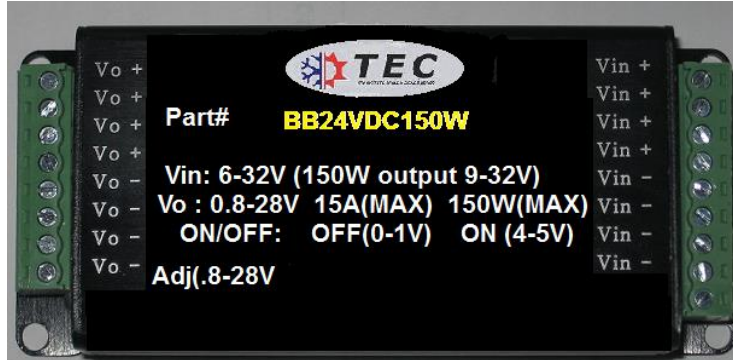 TEC
Vo +
Vo +
Vo +
Vo +
Vo -
Vo -
Vo -
Vo -
Part# BB24VDC150W
Vin: 6-32V (150W output 9-32V)
Vo : 0.8-28V 15A(MAX) 150W(MAX)
ON/OFF: OFF(0-1V) ON (4-5V)
Adj(.8-28V
Vin +
Vin +
Vin +
Vin +
Vin -
Vin -
Vin -
Vin -